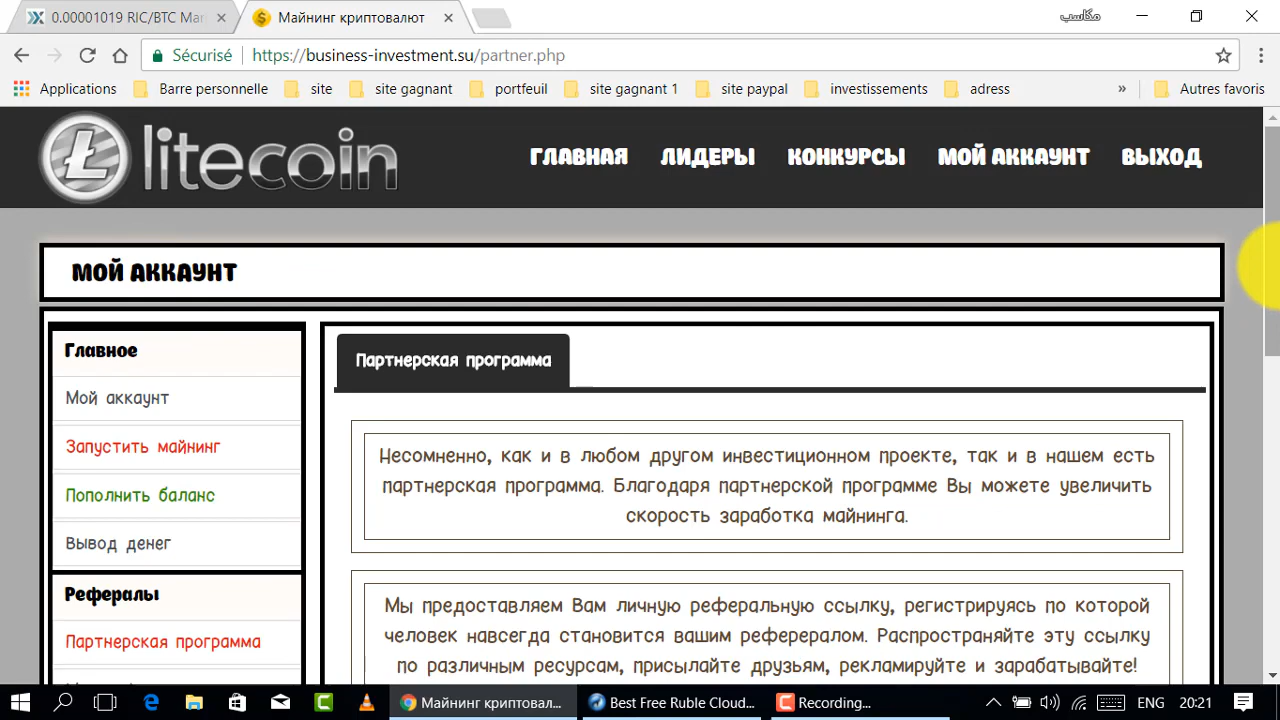 0.00001019 RIC/BTC Mar
Майнинг криптовалют
مكاسب
Sécurisé
https://business-investment.su/partner.php
Applications
Barre personnelle
site
site gagnant
portfeuil
site gagnant 1
site paypal
investissements
adress
»
Autres favoris
litecoin
ГЛАВНАЯ
ЛИДЕРЫ
КОНКУРСЫ
МОЙ АККАУНТ
ВЫХОД
МОЙ АККАУНТ
Главное
Мой аккаунт
Запустить майнинг
Пополнить баланс
Вывод денег
Рефералы
Партнерская программа
Партнерская программа
Несомненно, как и в любом другом инвестиционном проекте, так и в нашем есть
партнерская программа. Благодаря партнерской программе Вы можете увеличить
скорость заработка майнинга.
Мы предоставляем Вам личную реферальную ссылку, регистрируясь по которой
человек навсегда становится вашим реферералом. Распространяйте эту ссылку
по различным ресурсам, присылайте друзьям, рекламируйте и зарабатывайте!
Майнинг криптовал...
Best Free Ruble Cloud...
Recording...
ENG
20:21